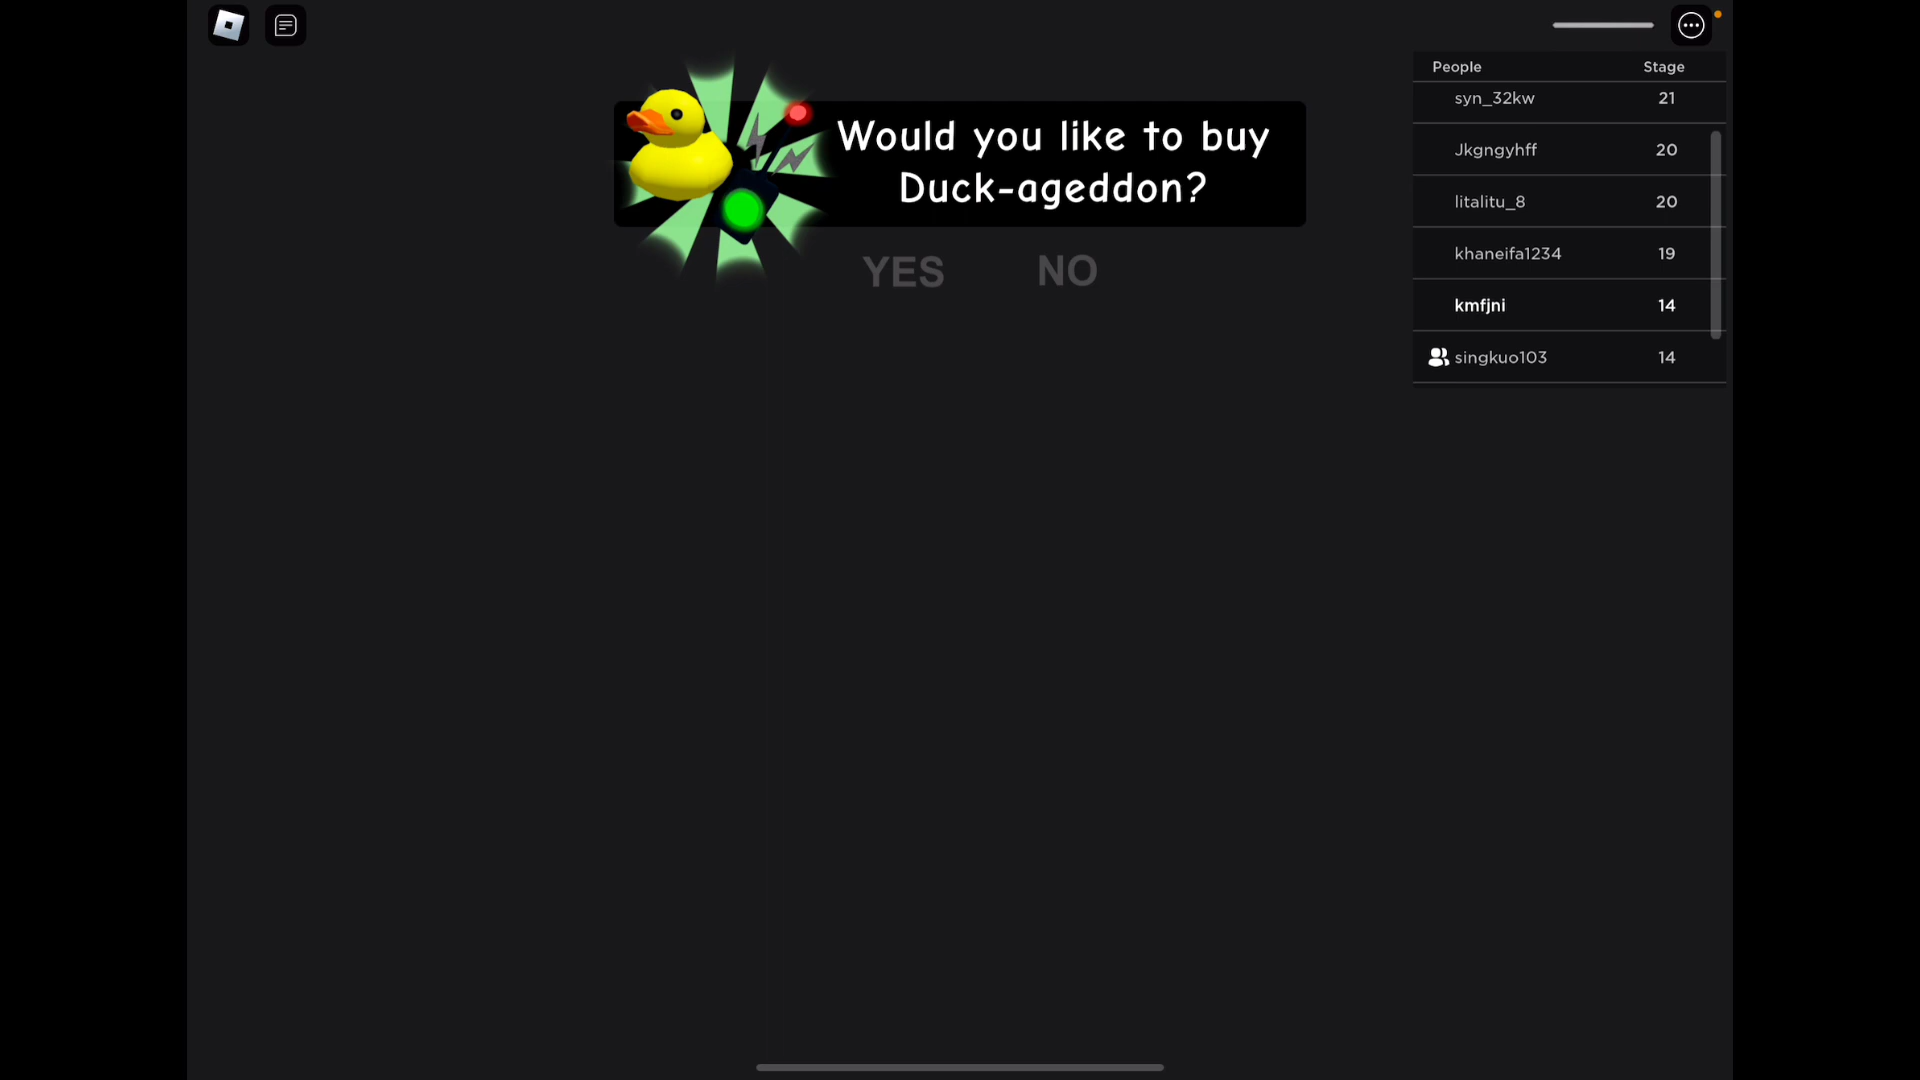 People Stage
syn_32kw 21
Jkgngyhff 20
litalitu_8 20
khaneifa1234 19
kmfjni 14
singkuo103 14
Would you like to buy
Duck-ageddon?
YES NO